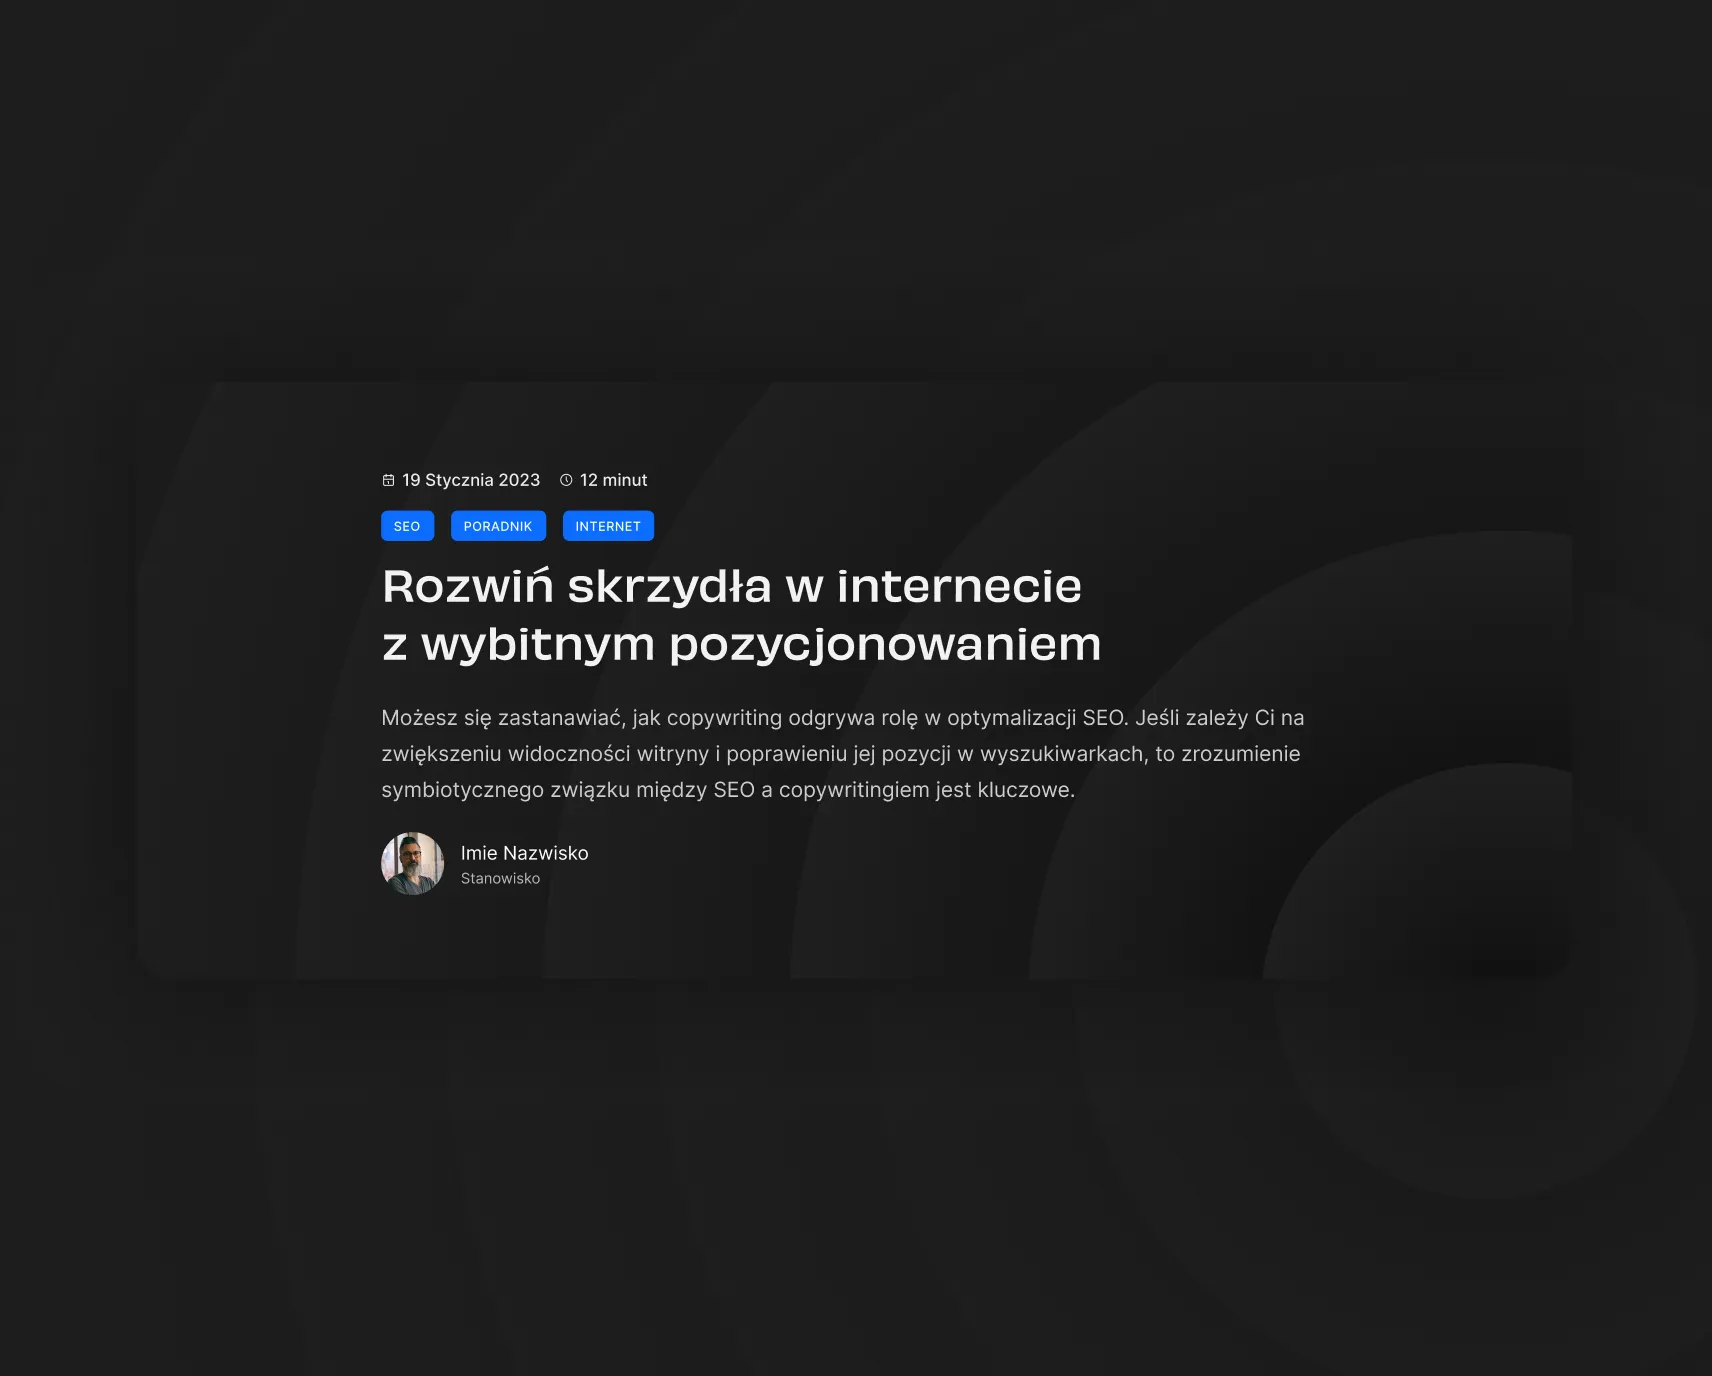 19 Stycznia 2023 12 minut
SEO PORADNIK INTERNET
Rozwiń skrzydła w internecie
z wybitnym pozycjonowaniem
Możesz się zastanawiać, jak copywriting odgrywa rolę w optymalizacji SEO. Jeśli zależy Ci na
zwiększeniu widoczności witryny i poprawieniu jej pozycji w wyszukiwarkach, to zrozumienie
symbiotycznego związku między SEO a copywritingiem jest kluczowe.
Imie Nazwisko
Stanowisko